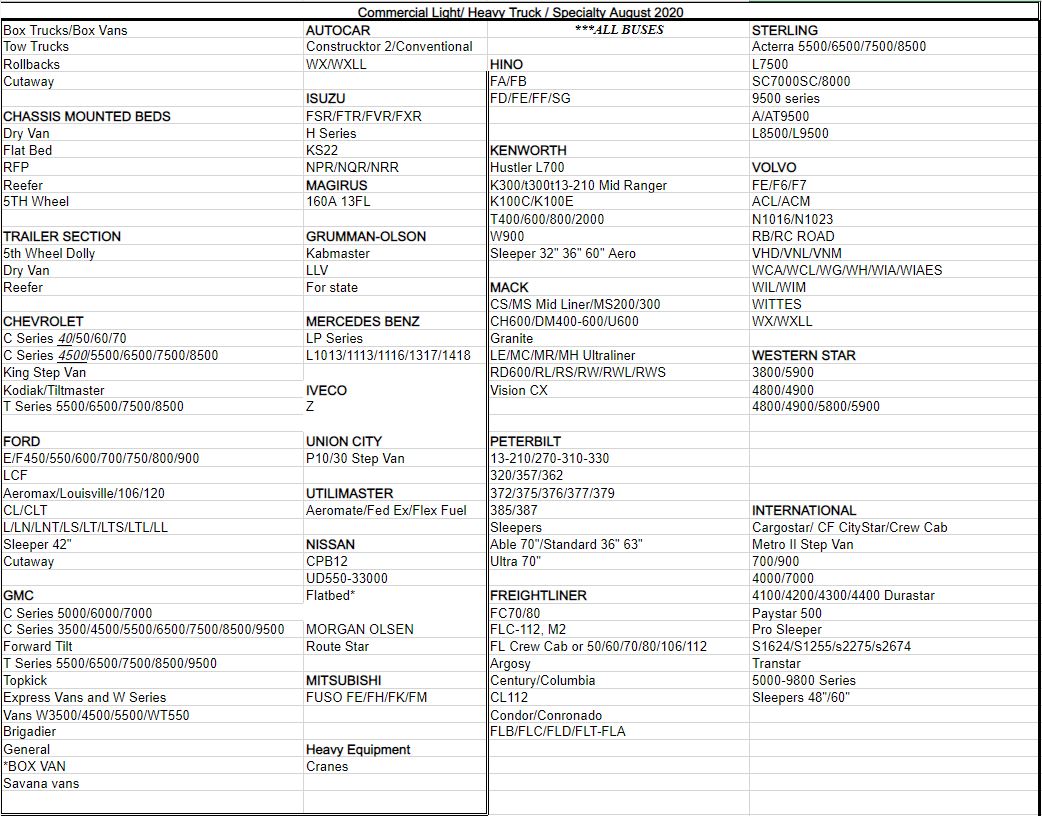 Commercial Light/ Heavy Truck / Specialty August 2020
Box Trucks/Box Vans
Tow Trucks
Rollbacks
Cutaway
CHASSIS MOUNTED BEDS
Dry Van
Flat Bed
RFP
Reefer
5TH Wheel
TRAILER SECTION
5th Wheel Dolly
Dry Van
Reefer
CHEVROLET
C Series 40/50/60/70
C Series 4500/5500/6500/7500/8500
King Step Van
Kodiak/Tiltmaster
T Series 5500/6500/7500/8500
FORD
E/F450/550/600/700/750/800/900
LCF
Aeromax/Louisville/106/120
CL/CLT
L/LN/LNT/LS/LT/LTS/LTL/LL
Sleeper 42"
Cutaway
GMC
C Series 5000/6000/7000
C Series 3500/4500/5500/6500/7500/8500/9500
Forward Tilt
T Series 5500/6500/7500/8500/9500
Topkick
Express Vans and W Series
Vans W3500/4500/5500/WT550
Brigadier
General
*BOX VAN
Savana vans
AUTOCAR
Construcktor 2/Conventional
WX/WXLL
ISUZU
FSR/FTR/FVR/FXR
H Series
KS22
NPR/NQR/NRR
MAGIRUS
160A 13FL
GRUMMAN-OLSON
Kabmaster
LLV
For state
MERCEDES BENZ
LP Series
L1013/1113/1116/1317/1418
IVECO
Z
UNION CITY
P10/30 Step Van
UTILIMASTER
Aeromate/Fed Ex/Flex Fuel
NISSAN
CPB12
UD550-33000
Flatbed*
MORGAN OLSEN
Route Star
MITSUBISHI
FUSO FE/FH/FK/FM
Heavy Equipment
Cranes
***ALL BUSES
HINO
FA/FB
FD/FE/FF/SG
KENWORTH
Hustler L700
K300/t300t13-210 Mid Ranger
K100C/K100E
T400/600/800/2000
W900
Sleeper 32" 36" 60" Aero
MACK
CS/MS Mid Liner/MS200/300
CH600/DM400-600/U600
Granite
LE/MC/MR/MH Ultraliner
RD600/RL/RS/RW/RWL/RWS
Vision CX
PETERBILT
13-210/270-310-330
320/357/362
372/375/376/377/379
385/387
Sleepers
Able 70"/Standard 36" 63"
Ultra 70"
FREIGHTLINER
FC70/80
FLC-112, M2
FL Crew Cab or 50/60/70/80/106/112
Argosy
Century/Columbia
CL112
Condor/Conronado
FLB/FLC/FLD/FLT-FLA
STERLING
Acterra 5500/6500/7500/8500
L7500
SC7000SC/8000
9500 series
A/AT9500
L8500/L9500
VOLVO
FE/F6/F7
ACL/ACM
N1016/N1023
RB/RC ROAD
VHD/VNL/VNM
WCA/WCL/WG/WH/WIA/WIAES
WIL/WIM
WITTES
WX/WXLL
WESTERN STAR
3800/5900
4800/4900
4800/4900/5800/5900
INTERNATIONAL
Cargostar/ CF CityStar/Crew Cab
Metro II Step Van
700/900
4000/7000
4100/4200/4300/4400 Durastar
Paystar 500
Pro Sleeper
S1624/S1255/s2275/s2674
Transtar
5000-9800 Series
Sleepers 48"/60"